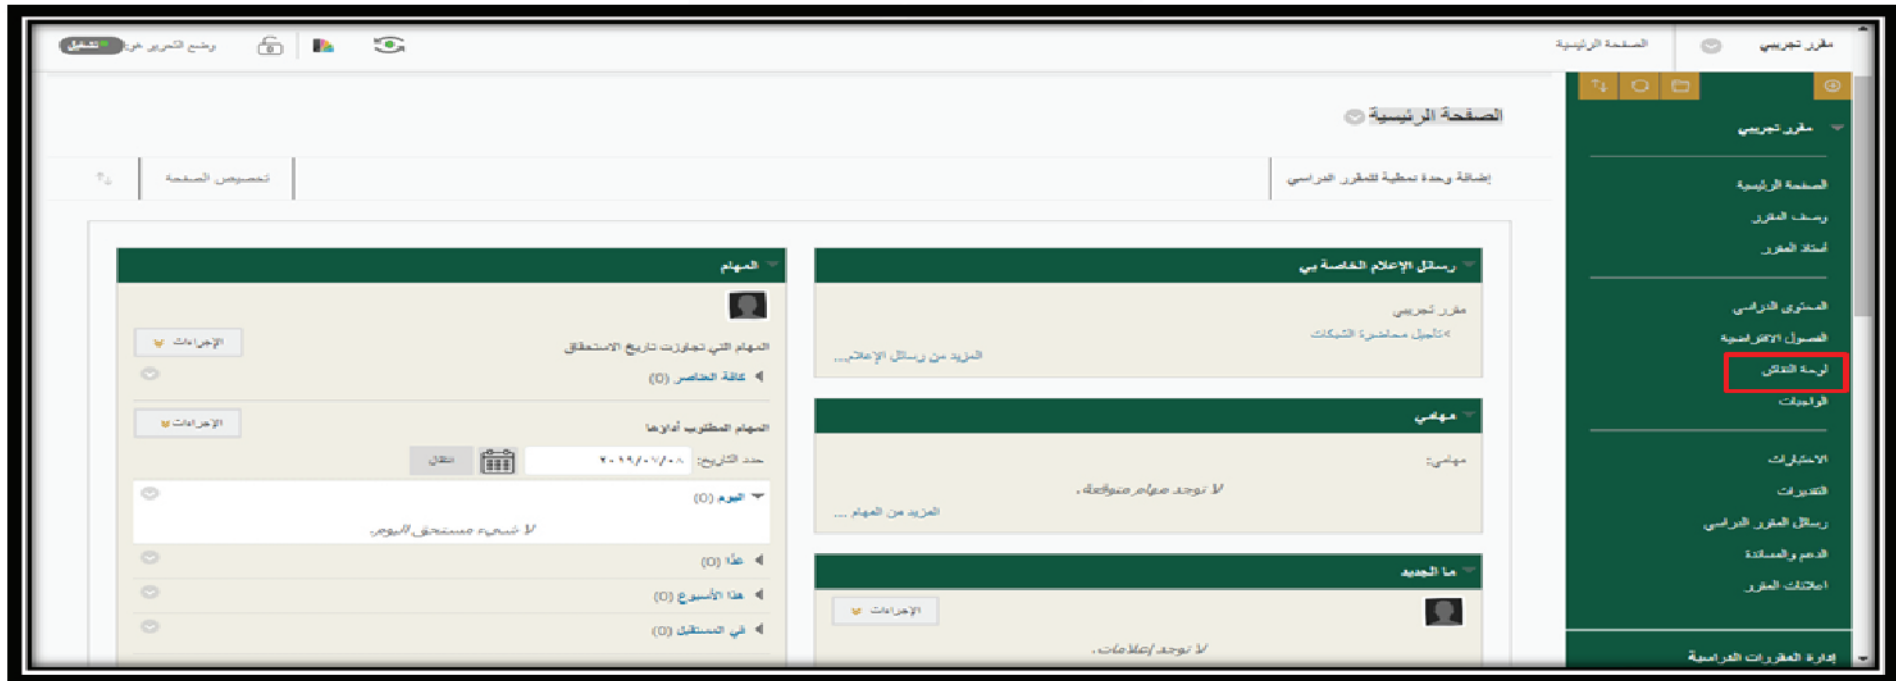 مقرر تجريبي
الصفحة الرئيسية
وضع التحرير هو: تشغيل
مقرر تجريبي
الصفحة الرئيسية
وصف المقرر
أستاذ المقرر
المحتوى الدراسي
الفصول الافتراضية
لوحة النقاش
الواجبات
الاختبارات
التقديرات
رسائل المقرر الدراسي
الدعم والمساندة
اعلانات المقرر
إدارة المقررات الدراسية
الصفحة الرئيسية
إضافة وحدة نمطية للمقرر الدراسي
تخصيص الصفحة
رسائل الإعلام الخاصة بي
مقرر تجريبي
>تأجيل محاضرة الشبكات
المزيد من رسائل الإعلام...
مهامي
مهامي:
لا توجد مهام متوقعة.
المزيد من المهام ...
ما الجديد
الإجراءات
لا توجد إعلامات.
المهام
الإجراءات
المهام التي تجاوزت تاريخ الاستحقاق
كافة العناصر (0)
الإجراءات
المهام المطلوب أداؤها
حدد التاريخ: ٢٠١٩/٠٧/٠٨ انتقال
اليوم (0)
لا شيء مستحق اليوم.
غدًا (0)
هذا الأسبوع (0)
في المستقبل (0)